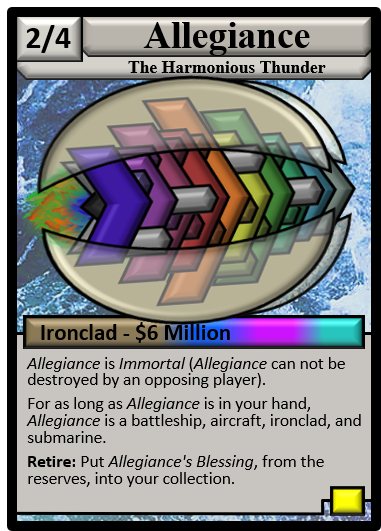 2/4
Allegiance
The Harmonious Thunder
Ironclad - $6 Million
Allegiance is Immortal (Allegiance can not be
destroyed by an opposing player).
For as long as Allegiance is in your hand,
Allegiance is a battleship, aircraft, ironclad, and
submarine.
Retire: Put Allegiance's Blessing, from the
reserves, into your collection.